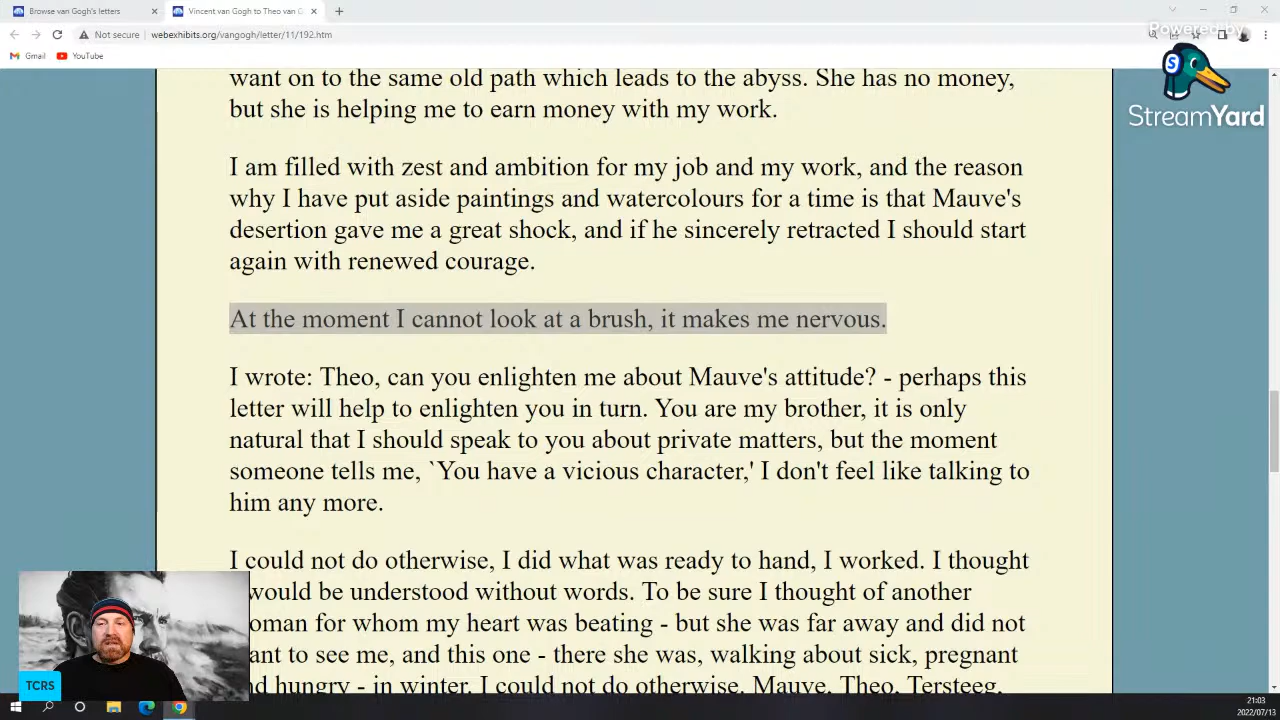 Browse van Gogh's letters
Vincent van Gogh to Theo van G
Not secure
webexhibits.org/vangogh/letter/11/192.htm
Gmail
YouTube
Powered by
StreamYard
want on to the same old path which leads to the abyss. She has no money,
but she is helping me to earn money with my work.
I am filled with zest and ambition for my job and my work, and the reason
why I have put aside paintings and watercolours for a time is that Mauve's
desertion gave me a great shock, and if he sincerely retracted I should start
again with renewed courage.
At the moment I cannot look at a brush, it makes me nervous.
I wrote: Theo, can you enlighten me about Mauve's attitude? - perhaps this
letter will help to enlighten you in turn. You are my brother, it is only
natural that I should speak to you about private matters, but the moment
someone tells me, `You have a vicious character,' I don't feel like talking to
him any more.
I could not do otherwise, I did what was ready to hand, I worked. I thought
would be understood without words. To be sure I thought of another
oman for whom my heart was beating - but she was far away and did not
ant to see me, and this one - there she was, walking about sick, pregnant
nd hungry - in winter. I could not do otherwise. Mauve, Theo, Tersteeg,
TCRS
21:03
2022/07/13